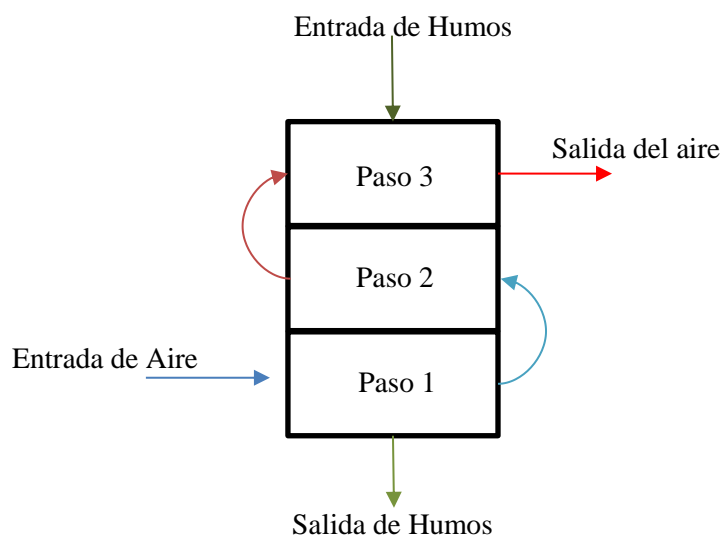 Entrada de Humos
Salida del aire
Paso 3
Paso 2
Entrada de Aire
Paso 1
Salida de Humos